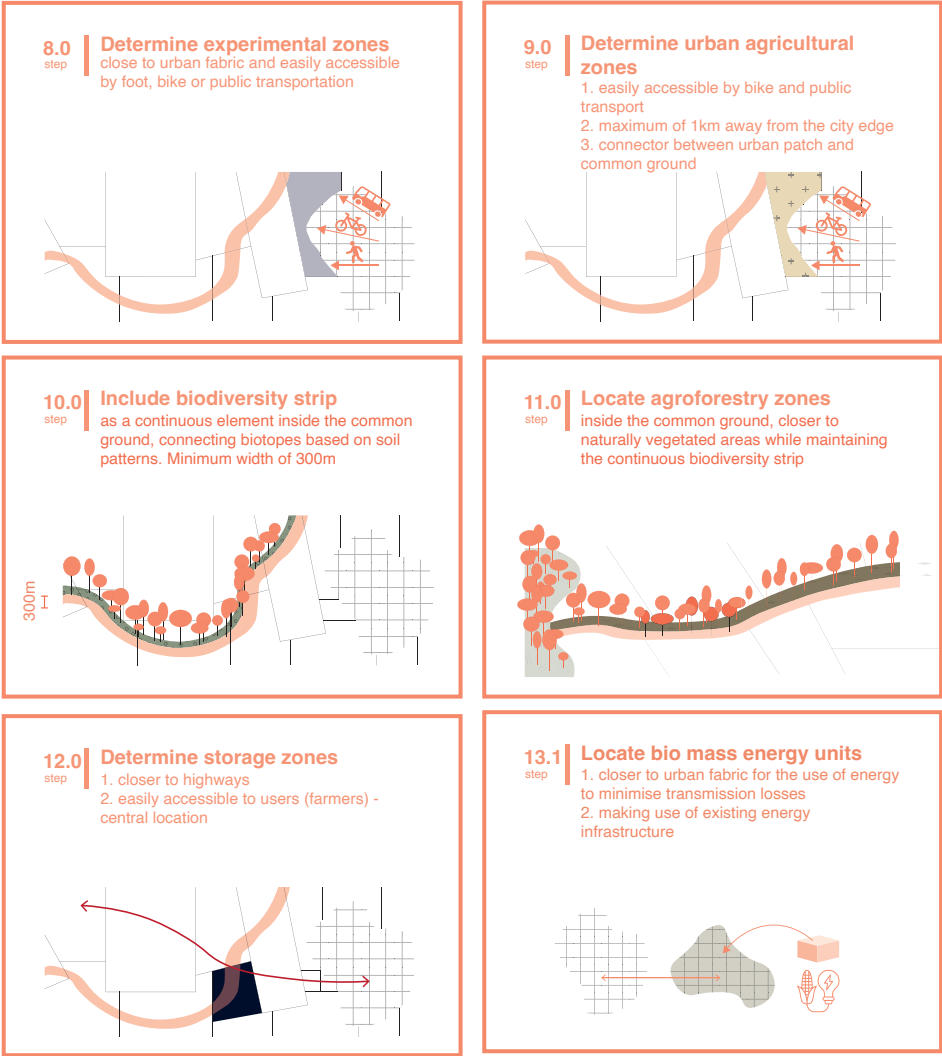 8.0
step
Determine experimental zones
close to urban fabric and easily accessible
by foot, bike or public transportation
9.0
step
Determine urban agricultural
zones
1. easily accessible by bike and public
transport
2. maximum of 1km away from the city edge
3. connector between urban patch and
common ground
10.0
step
Include biodiversity strip
as a continuous element inside the common
ground, connecting biotopes based on soil
patterns. Minimum width of 300m
300m
11.0
step
Locate agroforestry zones
inside the common ground, closer to
naturally vegetated areas while maintaining
the continuous biodiversity strip
12.0
step
Determine storage zones
1. closer to highways
2. easily accessible to users (farmers) -
central location
13.1
step
Locate bio mass energy units
1. closer to urban fabric for the use of energy
to minimise transmission losses
2. making use of existing energy
infrastructure